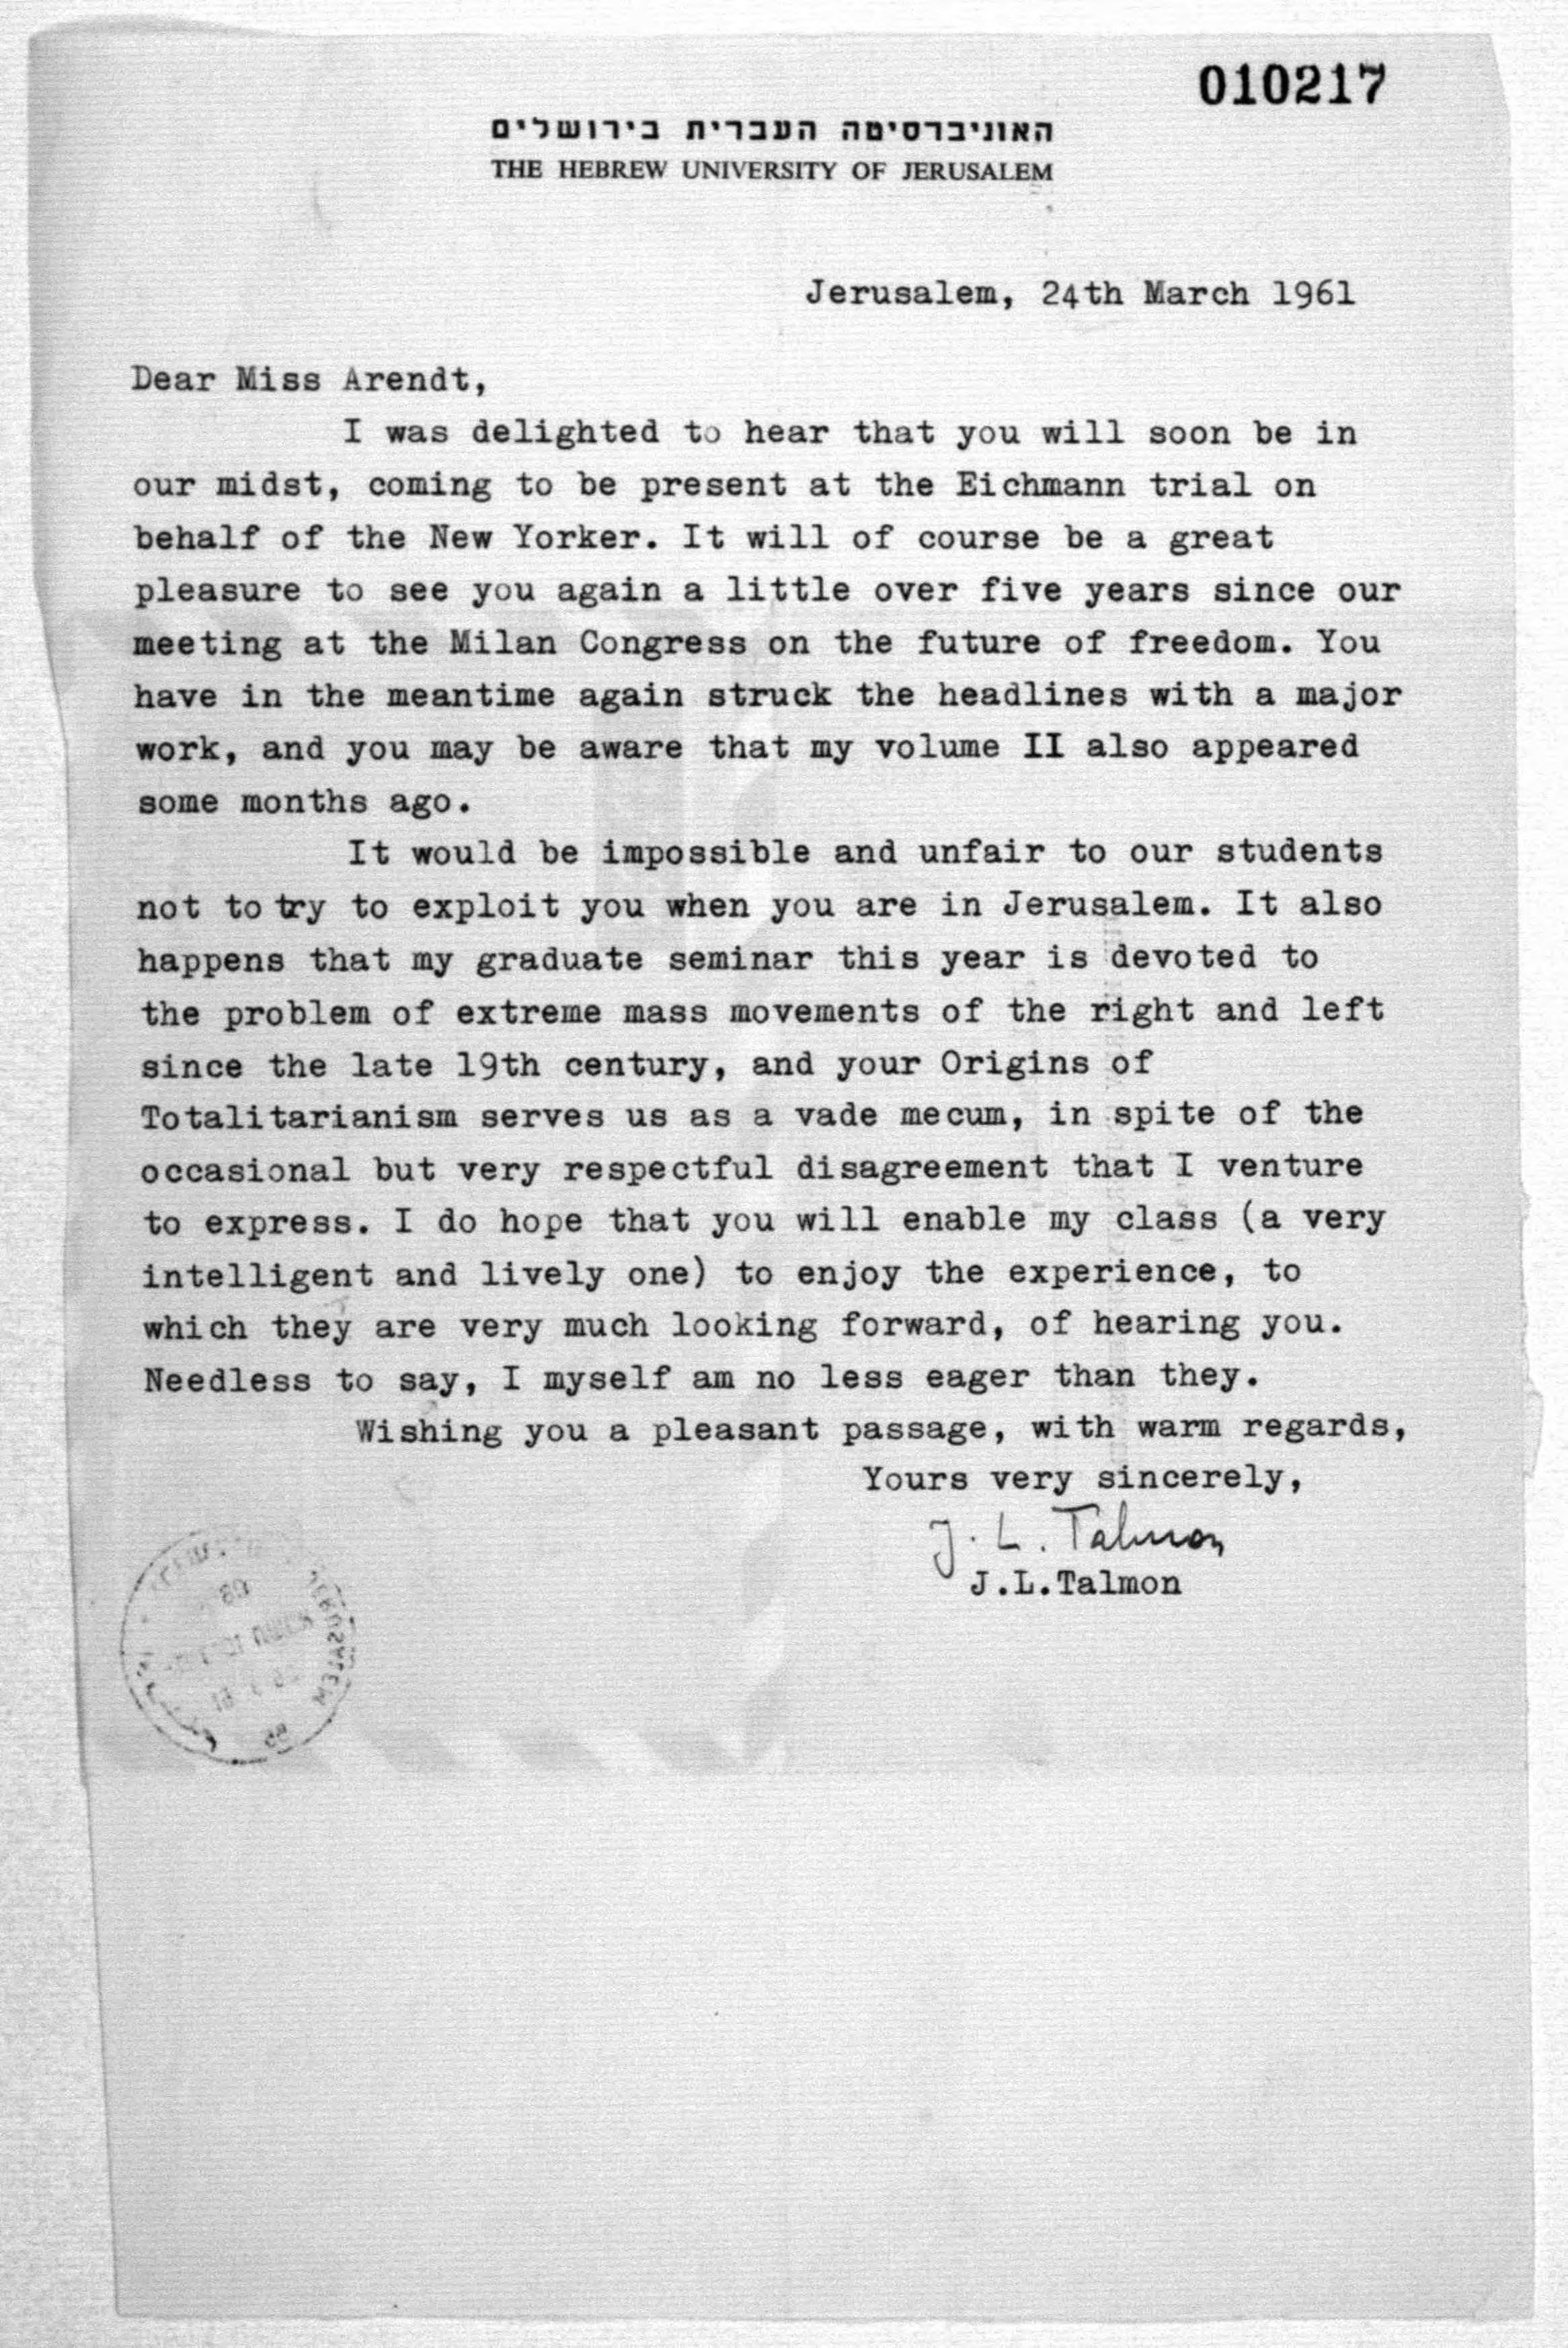 010217
האוניברסיטה העברית בירושלים
THE HEBREW UNIVERSITY OF JERUSALEM
Jerusalem, 24th March 1961
Dear Miss Arendt,
I was delighted to hear that you will soon be in
our midst, coming to be present at the Eichmann trial on
behalf of the New Yorker. It will of course be a great
pleasure to see you again a little over five years since our
meeting at the Milan Congress on the future of freedom. You
have in the meantime again struck the headlines with a major
work, and you may be aware that my volume II also appeared
some months ago.
It would be impossible and unfair to our students
not to try to exploit you when you are in Jerusalem. It also
happens that my graduate seminar this year is devoted to
the problem of extreme mass movements of the right and left
since the late 19th century, and your Origins of
Totalitarianism serves us as a vade mecum, in spite of the
occasional but very respectful disagreement that I venture
to express. I do hope that you will enable my class (a very
intelligent and lively one) to enjoy the experience, to
which they are very much looking forward, of hearing you.
Needless to say, I myself am no less eager than they.
Wishing you a pleasant passage, with warm regards,
Yours very sincerely,
J. L. Talmon
J.L.Talmon
JERUSALEM